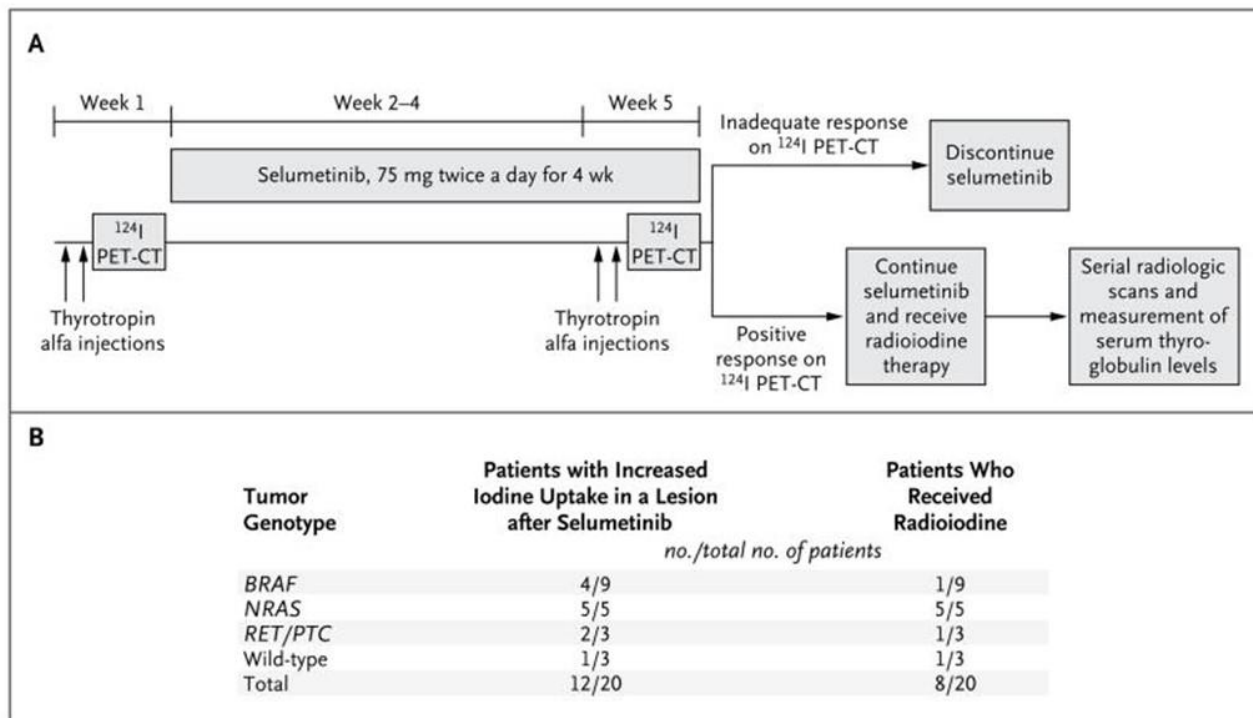 A
Week 1
Week 2–4
Week 5
Selumetinib, 75 mg twice a day for 4 wk
¹²⁴I
PET-CT
¹²⁴I
PET-CT
Thyrotropin
alfa injections
Thyrotropin
alfa injections
Inadequate response
on ¹²⁴I PET-CT
Discontinue
selumetinib
Positive
response on
¹²⁴I PET-CT
Continue
selumetinib
and receive
radioiodine
therapy
Serial radiologic
scans and
measurement of
serum thyro-
globulin levels
B
Tumor
Genotype
Patients with Increased
Iodine Uptake in a Lesion
after Selumetinib
Patients Who
Received
Radioiodine
no./total no. of patients
BRAF 4/9 1/9
NRAS 5/5 5/5
RET/PTC 2/3 1/3
Wild-type 1/3 1/3
Total 12/20 8/20